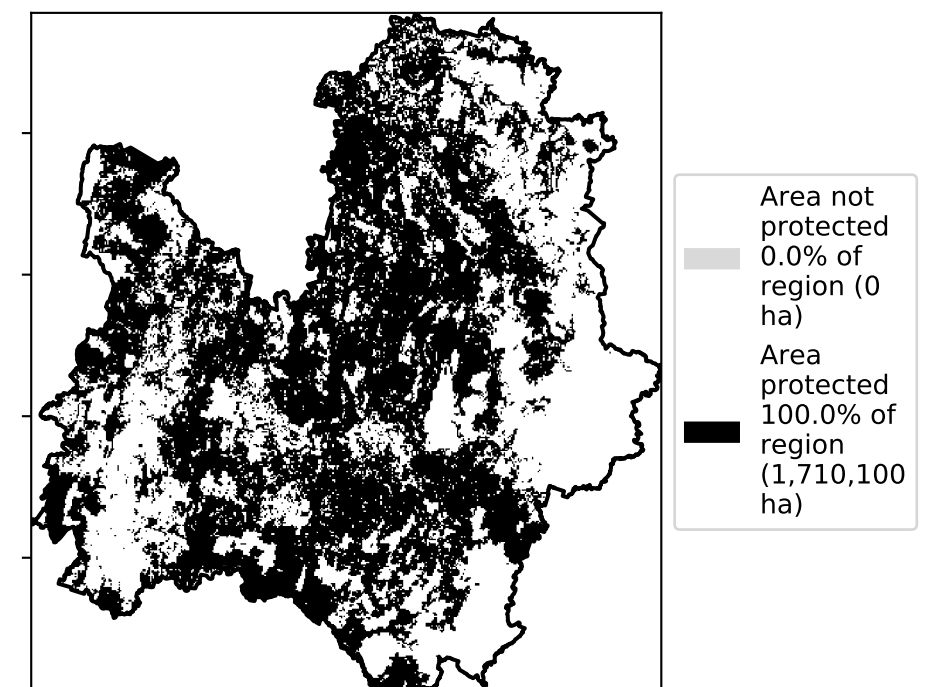 Area not
protected
0.0% of
region (0
ha)
Area
protected
100.0% of
region
(1,710,100
ha)